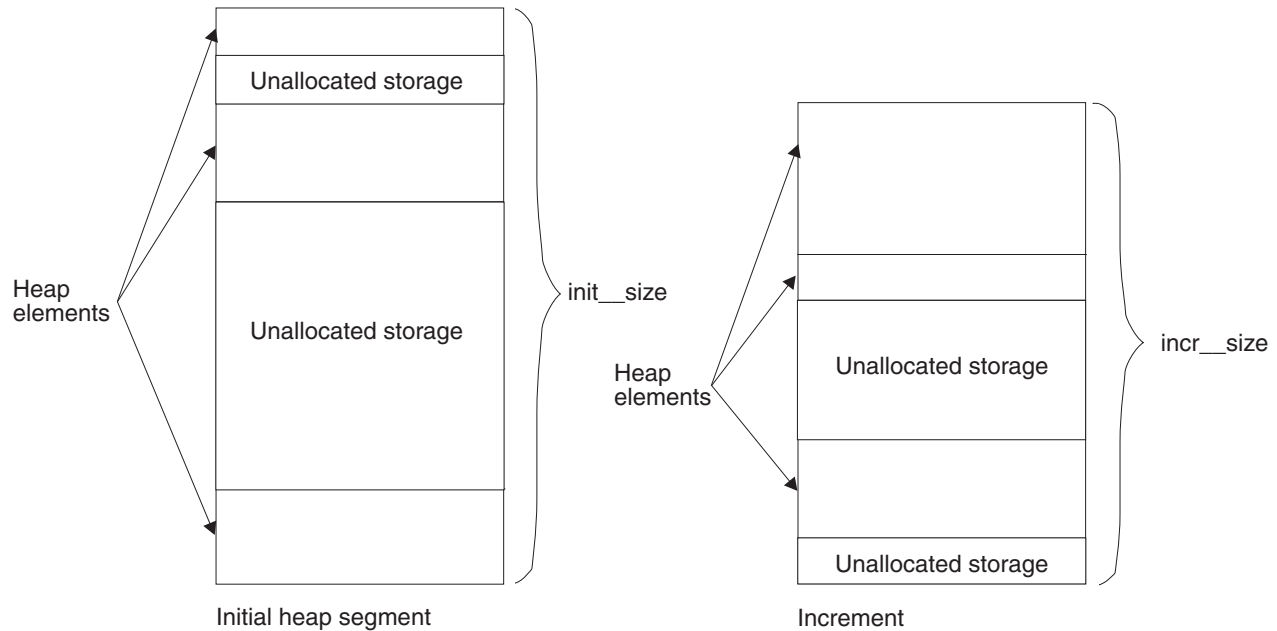 Unallocated storage
Heap
elements
Unallocated storage
init__size
Initial heap segment
Heap
elements
Unallocated storage
Unallocated storage
incr__size
Increment